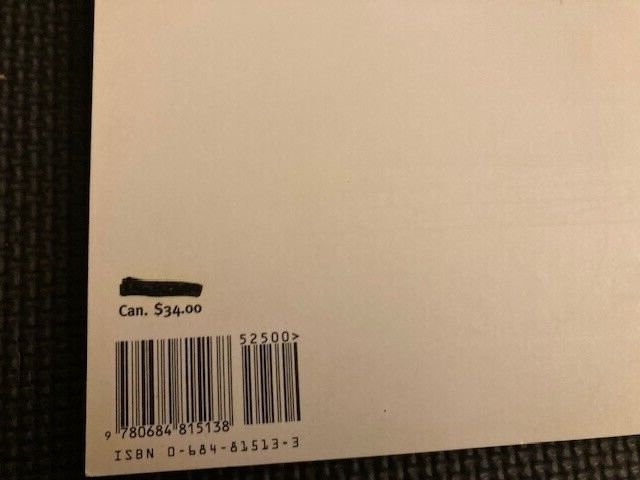 Can. $34.00
52500>
9 780684 815138
ISBN 0-684-81513-3